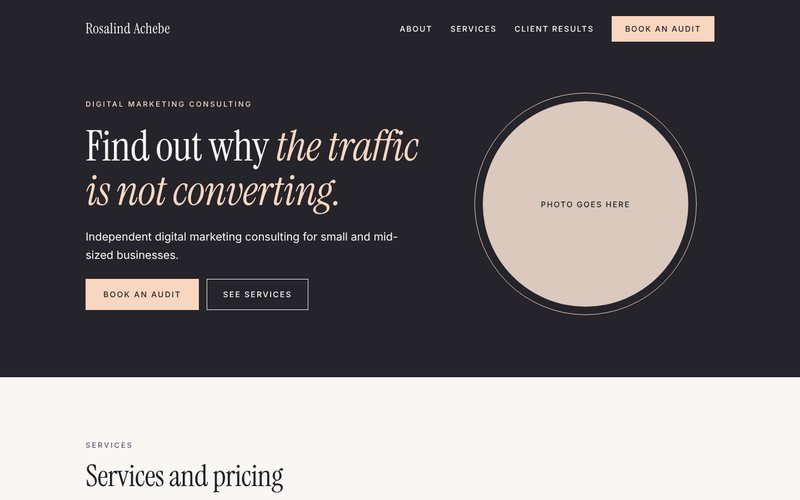 Rosalind Achebe
ABOUT
SERVICES
CLIENT RESULTS
BOOK AN AUDIT
DIGITAL MARKETING CONSULTING
Find out why the traffic
is not converting.
Independent digital marketing consulting for small and mid-
sized businesses.
BOOK AN AUDIT
SEE SERVICES
PHOTO GOES HERE
SERVICES
Services and pricing